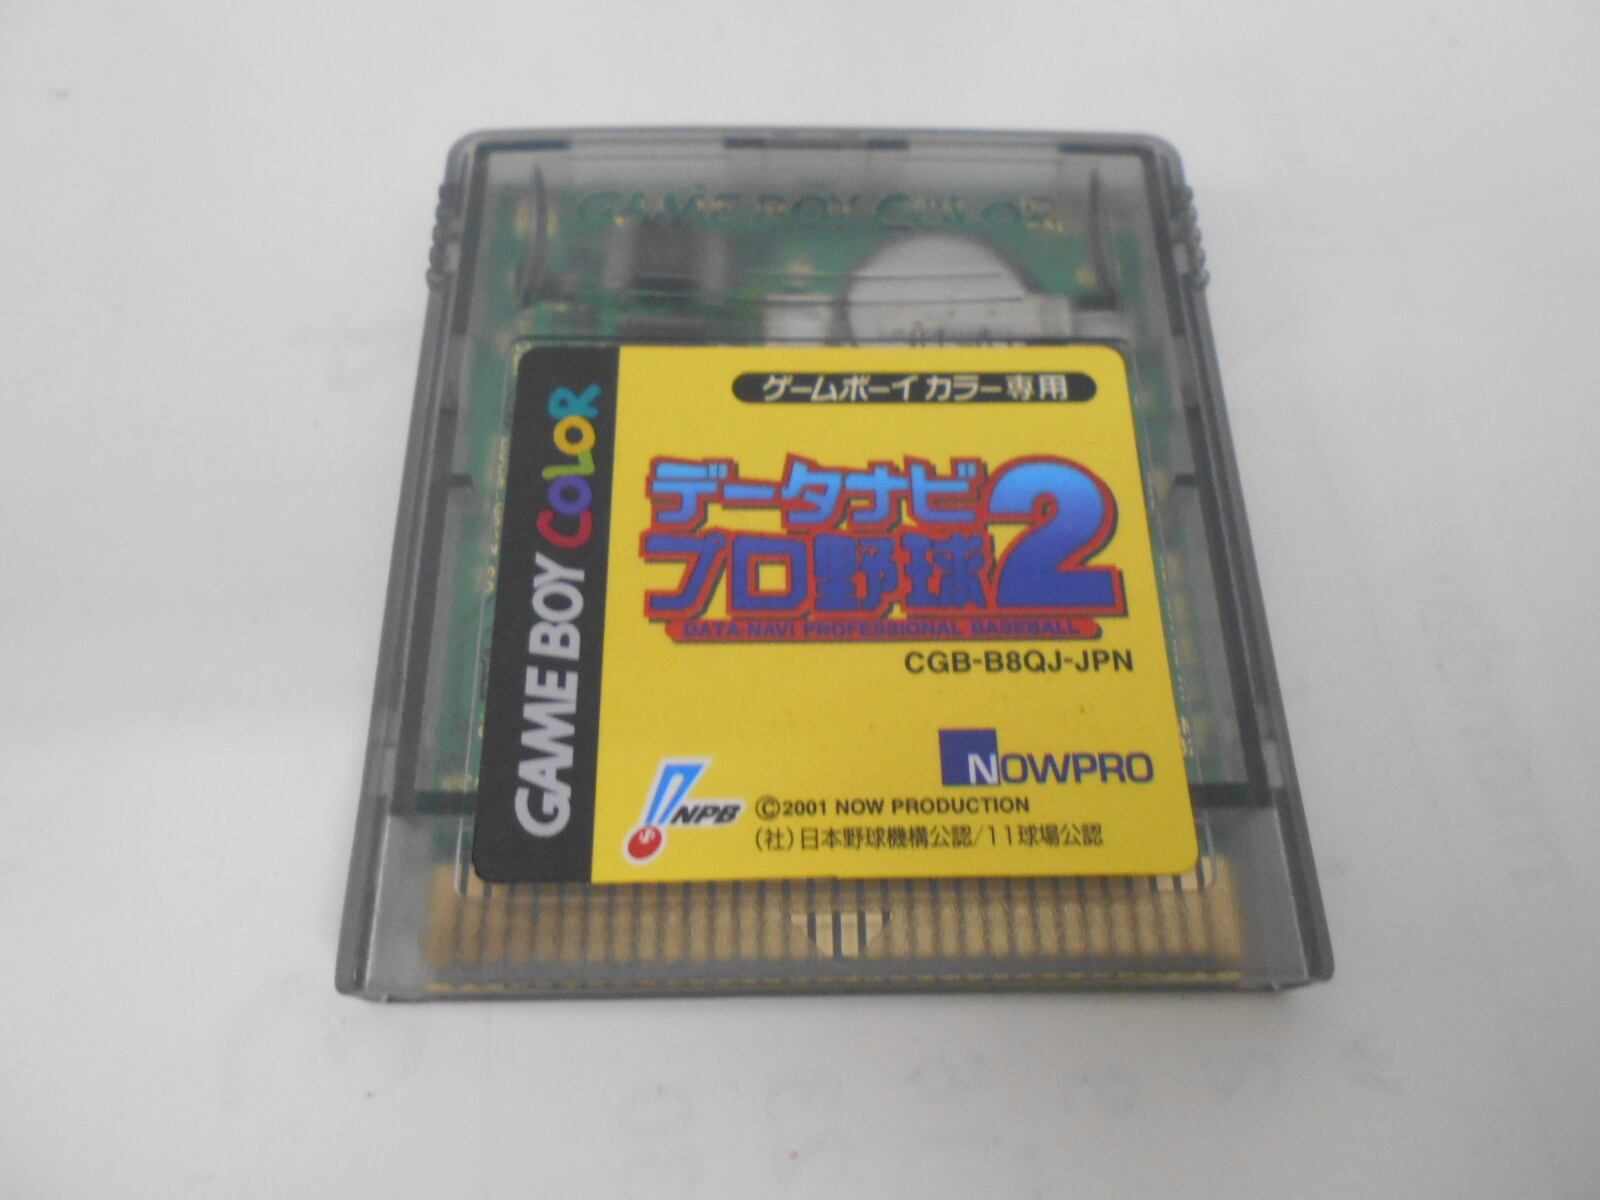 GAME BOY COLOR
GAME BOY COLOR
ゲームボーイカラー専用
データナビ
プロ野球2
DATA NAVI PROFESSIONAL BASEBALL
CGB-B8QJ-JPN
NOWPRO
NPB
©2001 NOW PRODUCTION
(社)日本野球機構公認/11球場公認